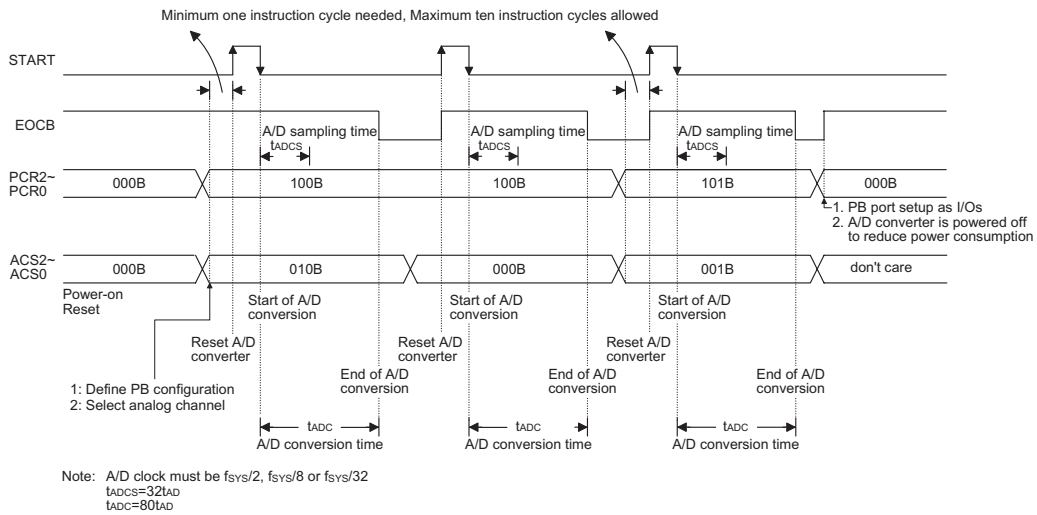 Minimum one instruction cycle needed, Maximum ten instruction cycles allowed
START
EOCB
A/D sampling time
tADCS
A/D sampling time
tADCS
A/D sampling time
tADCS
PCR2~
PCR0
000B
100B
100B
101B
000B
1. PB port setup as I/Os
2. A/D converter is powered off
to reduce power consumption
ACS2~
ACS0
000B
010B
000B
001B
don't care
Power-on
Reset
Start of A/D
conversion
Start of A/D
conversion
Start of A/D
conversion
Reset A/D
converter
Reset A/D
converter
Reset A/D
converter
1: Define PB configuration
2: Select analog channel
End of A/D
conversion
End of A/D
conversion
End of A/D
conversion
tADC
A/D conversion time
tADC
A/D conversion time
tADC
A/D conversion time
Note: A/D clock must be fSYS/2, fSYS/8 or fSYS/32
tADCS=32tAD
tADC=80tAD